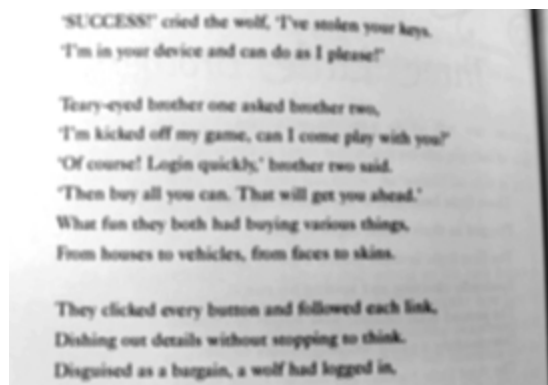 'SUCCESS!' cried the wolf, 'I've stolen your keys.
'I'm in your device and can do as I please!'
Teary-eyed brother one asked brother two,
'I'm kicked off my game, can I come play with you?'
'Of course! Login quickly,' brother two said.
'Then buy all you can. That will get you ahead.'
What fun they both had buying various things,
From houses to vehicles, from faces to skins.
They clicked every button and followed each link,
Dishing out details without stopping to think.
Disguised as a bargain, a wolf had logged in,